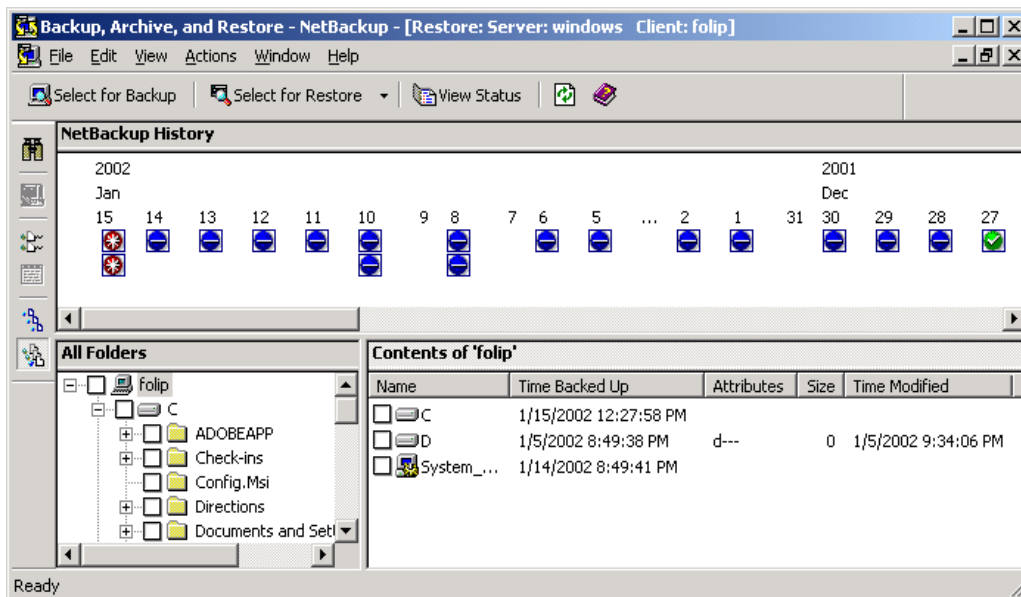 Backup, Archive, and Restore - NetBackup - [Restore: Server: windows Client: folip]
File Edit View Actions Window Help
Select for Backup Select for Restore View Status
NetBackup History
2002 2001
Jan Dec
15 14 13 12 11 10 9 8 7 6 5 ... 2 1 31 30 29 28 27
All Folders
folip
C
ADOBEAPP
Check-ins
Config.Msi
Directions
Documents and Set
Contents of 'folip'
Name Time Backed Up Attributes Size Time Modified
C 1/15/2002 12:27:58 PM
D 1/5/2002 8:49:38 PM d--- 0 1/5/2002 9:34:06 PM
System_... 1/14/2002 8:49:41 PM
Ready